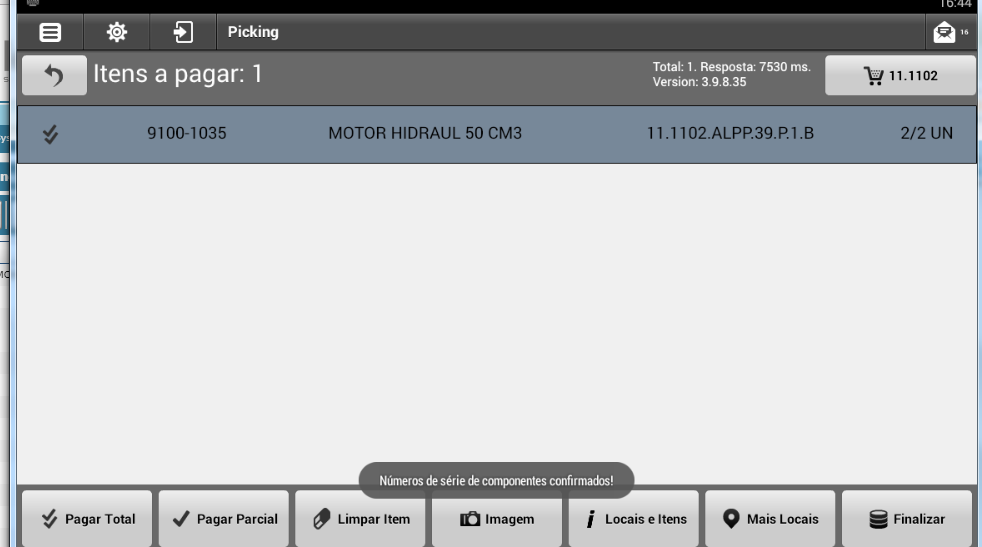 16:44
Picking
16
Itens a pagar: 1
Total: 1. Resposta: 7530 ms.
Version: 3.9.8.35
11.1102
9100-1035 MOTOR HIDRAUL 50 CM3 11.1102.ALPP.39.P.1.B 2/2 UN
Números de série de componentes confirmados!
Pagar Total Pagar Parcial Limpar Item Imagem Locais e Itens Mais Locais Finalizar